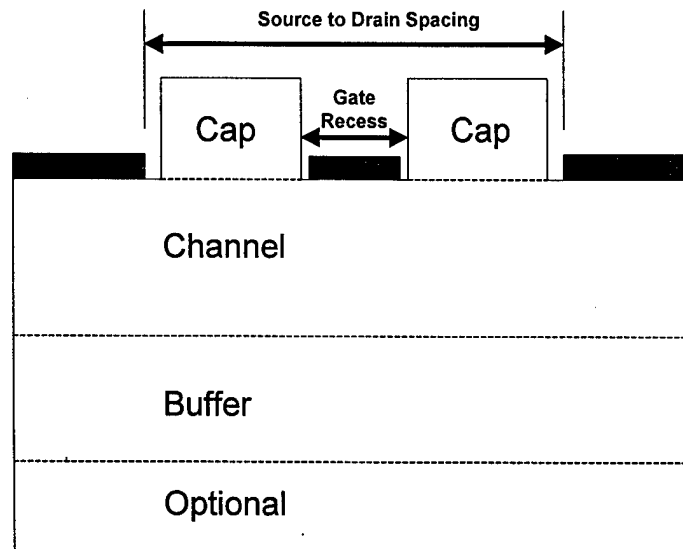 Source to Drain Spacing
Gate
Recess
Cap
Cap
Channel
Buffer
Optional